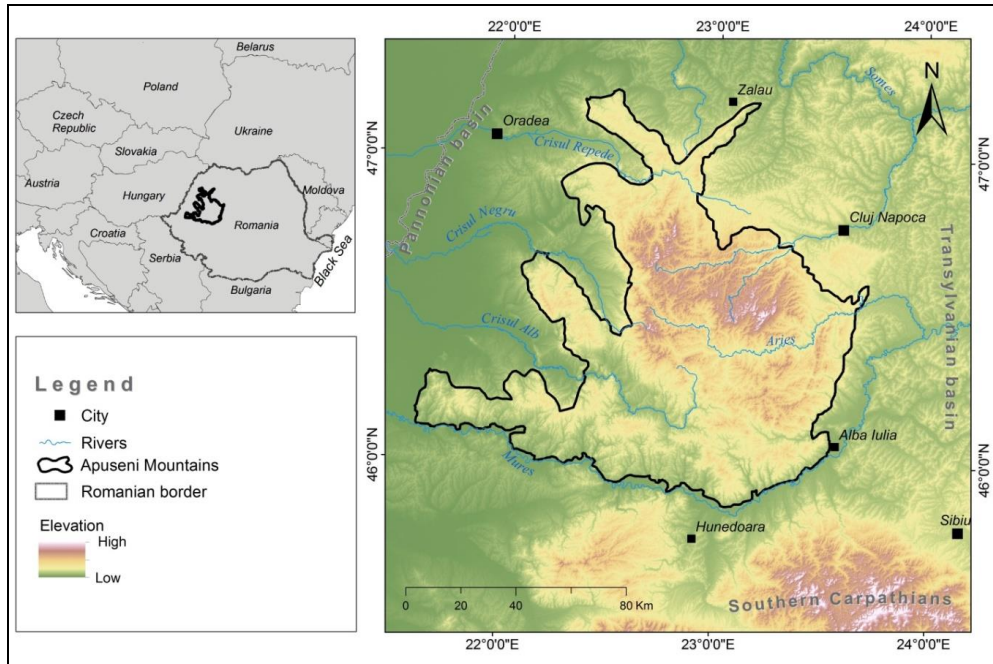 Belarus
Poland
Czech
Republic
Ukraine
Slovakia
Austria
Hungary
Moldova
Romania
Croatia
Serbia
Bulgaria
Black Sea
Legend
City
Rivers
Apuseni Mountains
Romanian border
Elevation
High
Low
22°0'0"E 23°0'0"E 24°0'0"E
N
Zalau
Somes
Oradea
47°0'0"N
47°0'0"N
Pannonian basin
Crisul Repede
Crisul Negru
Cluj Napoca
Transylvanian basin
Crisul Alb
Aries
Alba Iulia
46°0'0"N
46°0'0"N
Mures
Hunedoara
Sibiu
0 20 40 80 Km
Southern Carpathians
22°0'0"E 23°0'0"E 24°0'0"E